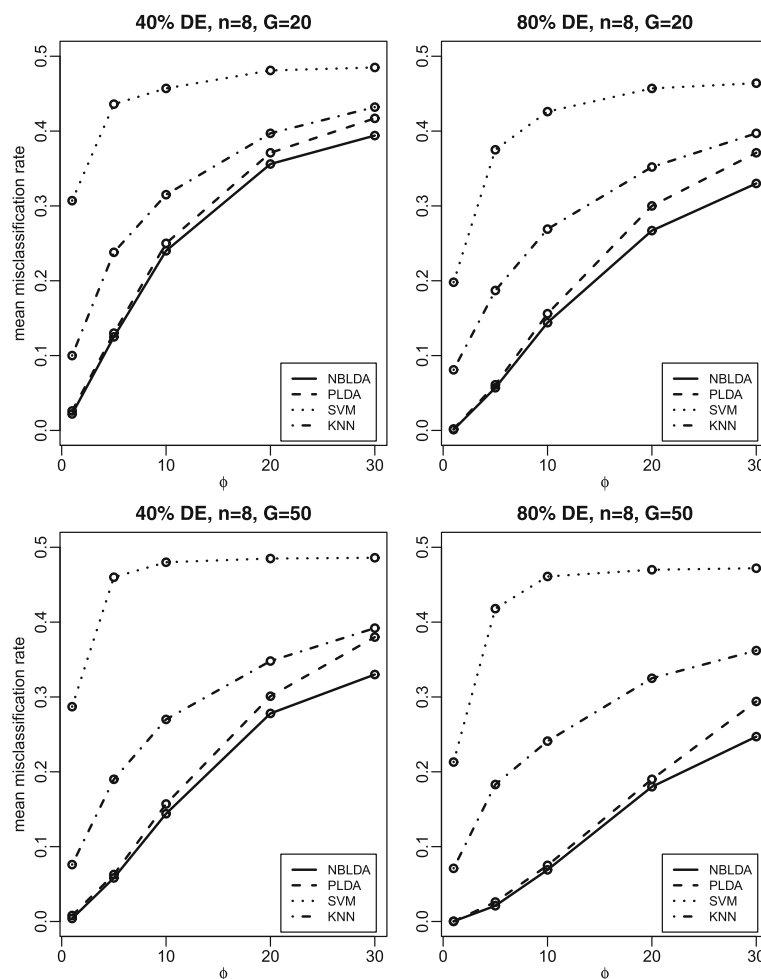 40% DE, n=8, G=20
mean misclassification rate
0.5
0.4
0.3
0.2
0.1
0.0
NBLDA
PLDA
SVM
KNN
0 10 20 30
ϕ
80% DE, n=8, G=20
0.5
0.4
0.3
0.2
0.1
0.0
NBLDA
PLDA
SVM
KNN
0 10 20 30
ϕ
40% DE, n=8, G=50
mean misclassification rate
0.5
0.4
0.3
0.2
0.1
0.0
NBLDA
PLDA
SVM
KNN
0 10 20 30
ϕ
80% DE, n=8, G=50
0.5
0.4
0.3
0.2
0.1
0.0
NBLDA
PLDA
SVM
KNN
0 10 20 30
ϕ